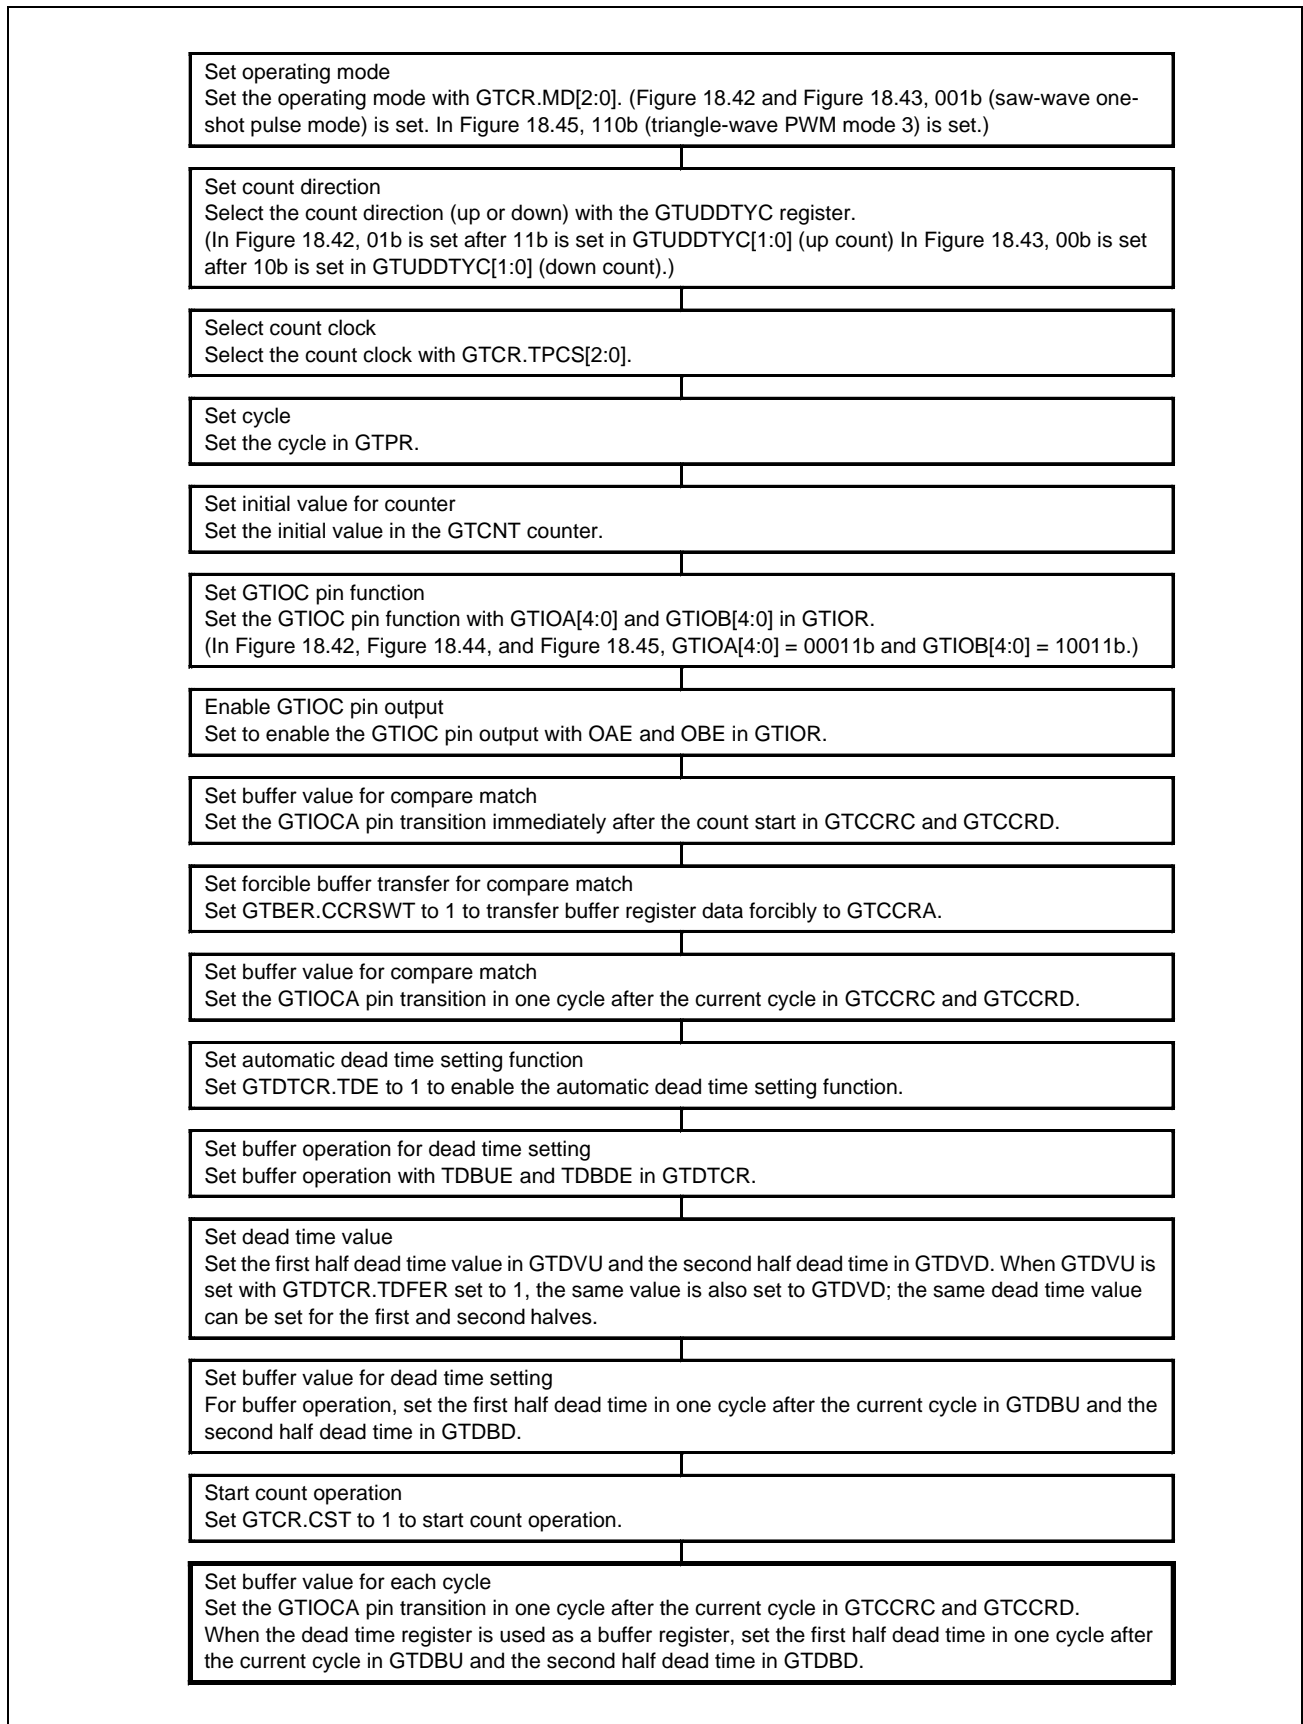 Set operating mode
Set the operating mode with GTCR.MD[2:0]. (Figure 18.42 and Figure 18.43, 001b (saw-wave one-
shot pulse mode) is set. In Figure 18.45, 110b (triangle-wave PWM mode 3) is set.)
Set count direction
Select the count direction (up or down) with the GTUDDTYC register.
(In Figure 18.42, 01b is set after 11b is set in GTUDDTYC[1:0] (up count) In Figure 18.43, 00b is set
after 10b is set in GTUDDTYC[1:0] (down count).)
Select count clock
Select the count clock with GTCR.TPCS[2:0].
Set cycle
Set the cycle in GTPR.
Set initial value for counter
Set the initial value in the GTCNT counter.
Set GTIOC pin function
Set the GTIOC pin function with GTIOA[4:0] and GTIOB[4:0] in GTIOR.
(In Figure 18.42, Figure 18.44, and Figure 18.45, GTIOA[4:0] = 00011b and GTIOB[4:0] = 10011b.)
Enable GTIOC pin output
Set to enable the GTIOC pin output with OAE and OBE in GTIOR.
Set buffer value for compare match
Set the GTIOCA pin transition immediately after the count start in GTCCRC and GTCCRD.
Set forcible buffer transfer for compare match
Set GTBER.CCRSWT to 1 to transfer buffer register data forcibly to GTCCRA.
Set buffer value for compare match
Set the GTIOCA pin transition in one cycle after the current cycle in GTCCRC and GTCCRD.
Set automatic dead time setting function
Set GTDTCR.TDE to 1 to enable the automatic dead time setting function.
Set buffer operation for dead time setting
Set buffer operation with TDBUE and TDBDE in GTDTCR.
Set dead time value
Set the first half dead time value in GTDVU and the second half dead time in GTDVD. When GTDVU is
set with GTDTCR.TDFER set to 1, the same value is also set to GTDVD; the same dead time value
can be set for the first and second halves.
Set buffer value for dead time setting
For buffer operation, set the first half dead time in one cycle after the current cycle in GTDBU and the
second half dead time in GTDBD.
Start count operation
Set GTCR.CST to 1 to start count operation.
Set buffer value for each cycle
Set the GTIOCA pin transition in one cycle after the current cycle in GTCCRC and GTCCRD.
When the dead time register is used as a buffer register, set the first half dead time in one cycle after
the current cycle in GTDBU and the second half dead time in GTDBD.